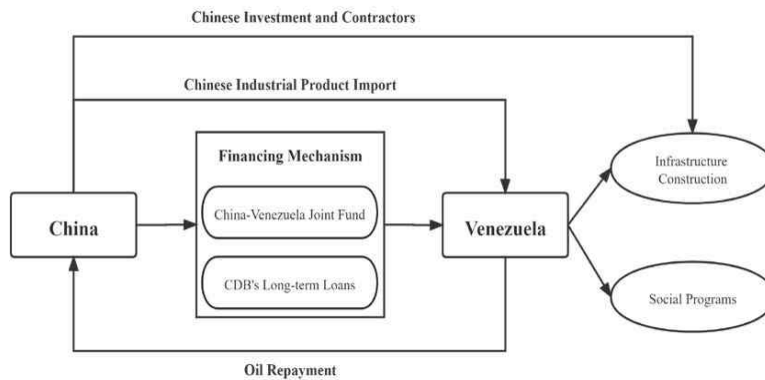 Chinese Investment and Contractors
Chinese Industrial Product Import
Financing Mechanism
China-Venezuela Joint Fund
CDB's Long-term Loans
China
Venezuela
Infrastructure
Construction
Social Programs
Oil Repayment